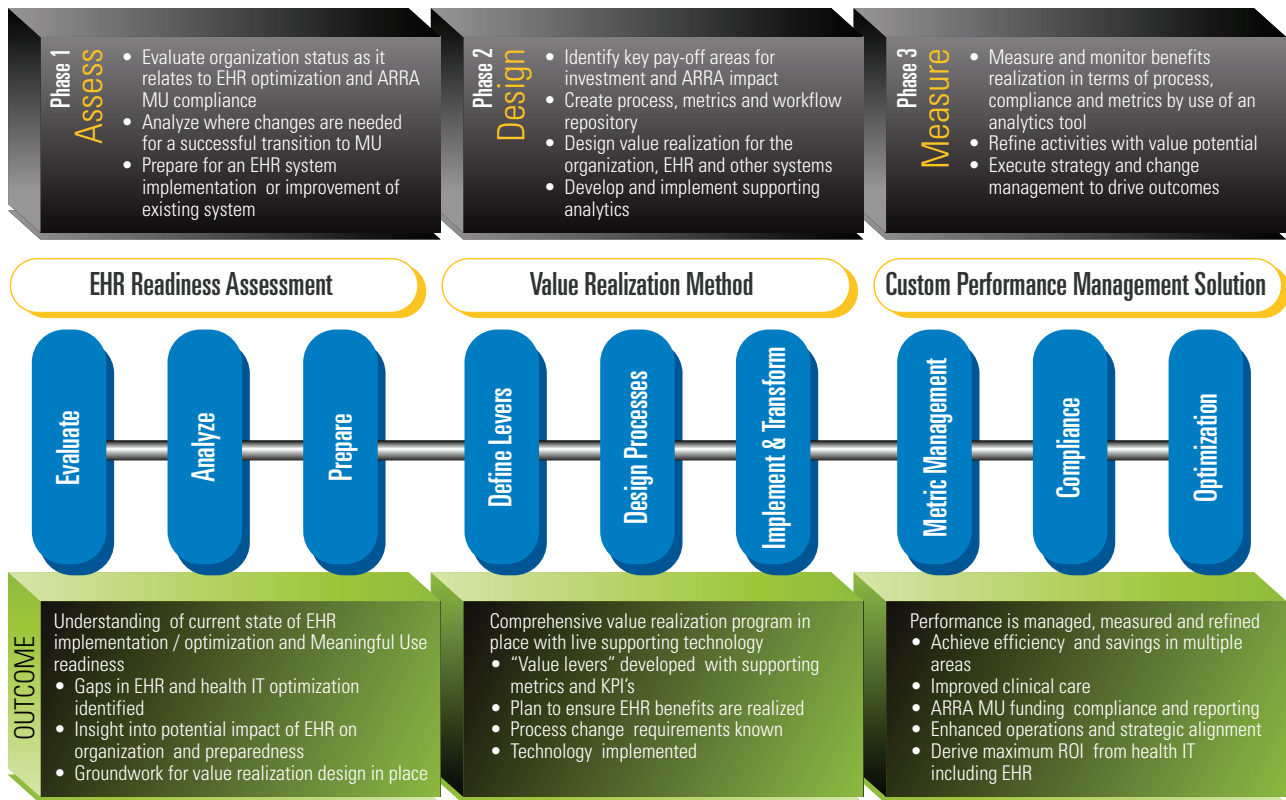 Phase 1
Assess
• Evaluate organization status as it
relates to EHR optimization and ARRA
MU compliance
• Analyze where changes are needed
for a successful transition to MU
• Prepare for an EHR system
implementation or improvement of
existing system
Phase 2
Design
• Identify key pay-off areas for
investment and ARRA impact
• Create process, metrics and workflow
repository
• Design value realization for the
organization, EHR and other systems
• Develop and implement supporting
analytics
Phase 3
Measure
• Measure and monitor benefits
realization in terms of process,
compliance and metrics by use of an
analytics tool
• Refine activities with value potential
• Execute strategy and change
management to drive outcomes
EHR Readiness Assessment
Value Realization Method
Custom Performance Management Solution
Evaluate
Analyze
Prepare
Define Levers
Design Processes
Implement & Transform
Metric Management
Compliance
Optimization
OUTCOME
Understanding of current state of EHR
implementation / optimization and Meaningful Use
readiness
• Gaps in EHR and health IT optimization
identified
• Insight into potential impact of EHR on
organization and preparedness
• Groundwork for value realization design in place
Comprehensive value realization program in
place with live supporting technology
• “Value levers” developed with supporting
metrics and KPI’s
• Plan to ensure EHR benefits are realized
• Process change requirements known
• Technology implemented
Performance is managed, measured and refined
• Achieve efficiency and savings in multiple
areas
• Improved clinical care
• ARRA MU funding compliance and reporting
• Enhanced operations and strategic alignment
• Derive maximum ROI from health IT
including EHR